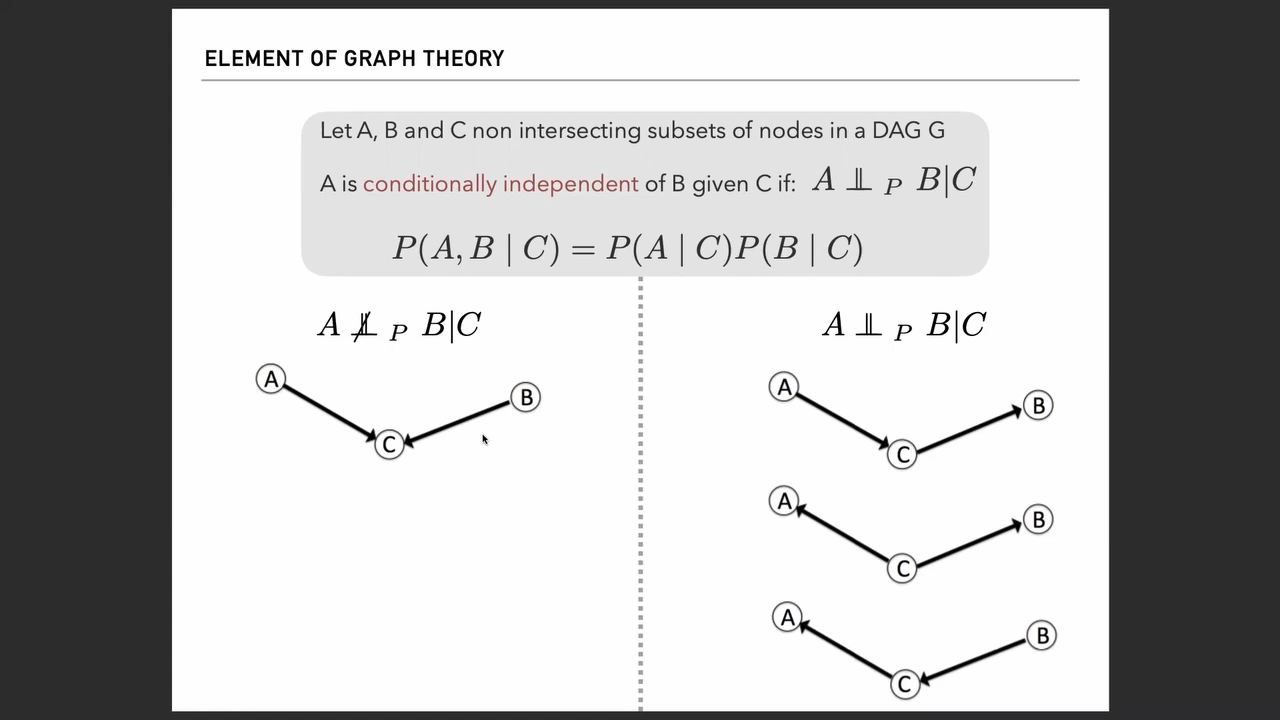 ELEMENT OF GRAPH THEORY
Let A, B and C non intersecting subsets of nodes in a DAG G
A is conditionally independent of B given C if: A ⫫ P B|C
P(A, B | C) = P(A | C)P(B | C)
A ⫫̸ P B|C
A
B
C
A ⫫ P B|C
A
B
C
A
B
C
A
B
C